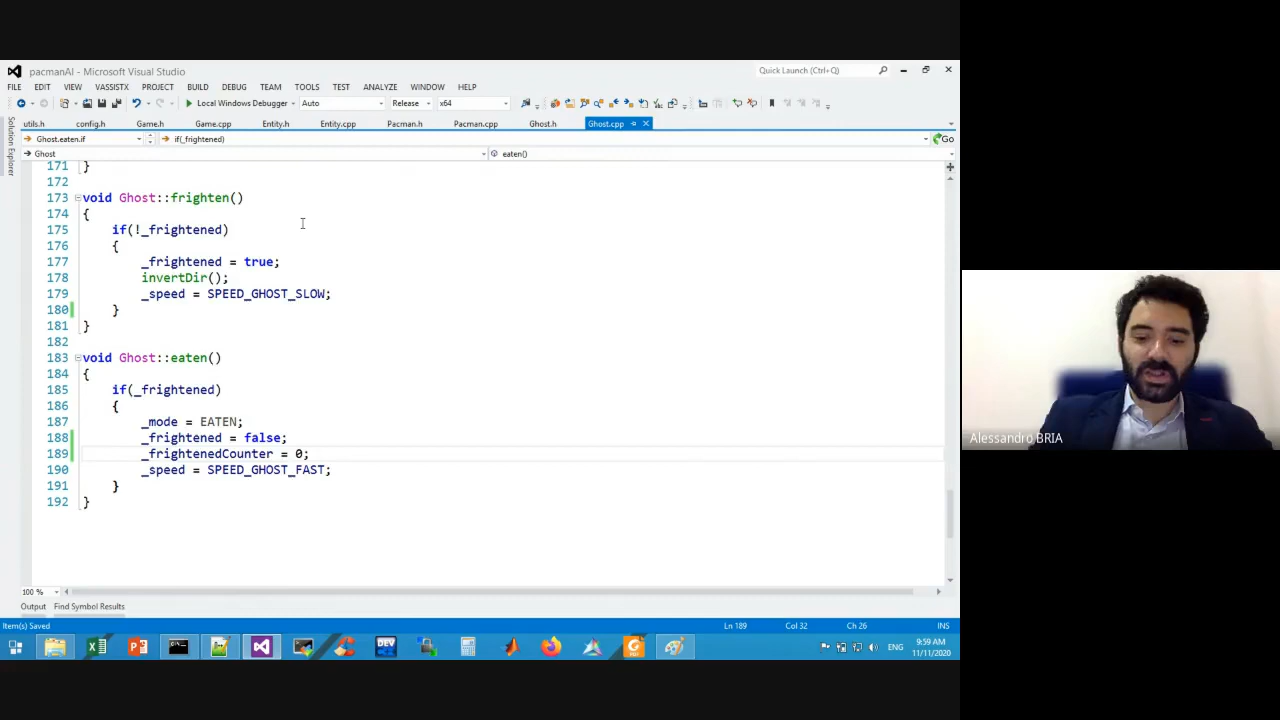 pacmanAI - Microsoft Visual Studio
Quick Launch (Ctrl+Q)
FILE EDIT VIEW VASSISTX PROJECT BUILD DEBUG TEAM TOOLS TEST ANALYZE WINDOW HELP
Local Windows Debugger Auto Release x64
utils.h config.h Game.h Game.cpp Entity.h Entity.cpp Pacman.h Pacman.cpp Ghost.h Ghost.cpp
Ghost.eaten.if if(_frightened) Go
Ghost eaten()
Solution Explorer
171 }
172
173 void Ghost::frighten()
174 {
175 if(!_frightened)
176 {
177 _frightened = true;
178 invertDir();
179 _speed = SPEED_GHOST_SLOW;
180 }
181 }
182
183 void Ghost::eaten()
184 {
185 if(_frightened)
186 {
187 _mode = EATEN;
188 _frightened = false;
189 _frightenedCounter = 0;
190 _speed = SPEED_GHOST_FAST;
191 }
192 }
Alessandro BRIA
100 %
Output Find Symbol Results
Item(s) Saved Ln 189 Col 32 Ch 26 INS
DEV
ENG
9:59 AM
11/11/2020